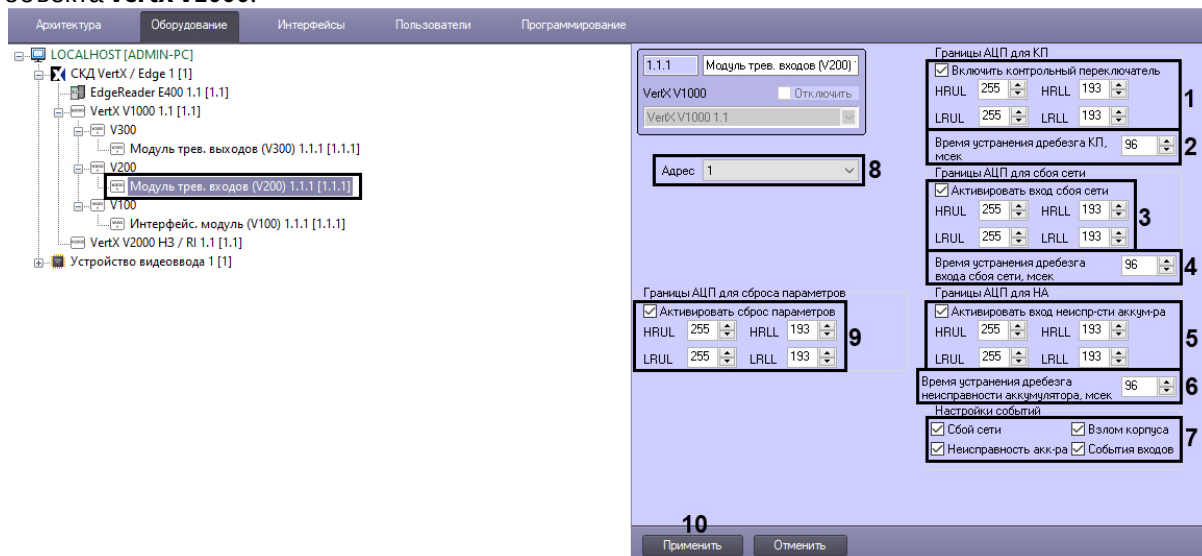 объекта VertX V2000.
Архитектура Оборудование Интерфейсы Пользователи Программирование
LOCALHOST [ADMIN-PC]
СКД VertX / Edge 1 [1]
EdgeReader E400 1.1 [1.1]
VertX V1000 1.1 [1.1]
V300
Модуль трев. выходов (V300) 1.1.1 [1.1.1]
V200
Модуль трев. входов (V200) 1.1.1 [1.1.1]
V100
Интерфейс. модуль (V100) 1.1.1 [1.1.1]
VertX V2000 H3 / RI 1.1 [1.1]
Устройство видеоввода 1 [1]
1.1.1 Модуль трев. входов (V200)
VertX V1000 Отключить
VertX V1000 1.1
Адрес 1 8
Границы АЦП для сброса параметров
Активировать сброс параметров
HRUL 255 HRLL 193
9
LRUL 255 LRLL 193
Границы АЦП для КП
Включить контрольный переключатель
HRUL 255 HRLL 193
1
LRUL 255 LRLL 193
Время устранения дребезга КП, мсек 96 2
Границы АЦП для сбоя сети
Активировать вход сбоя сети
HRUL 255 HRLL 193
3
LRUL 255 LRLL 193
Время устранения дребезга входа сбоя сети, мсек 96 4
Границы АЦП для НА
Активировать вход неиспр-сти аккум-ра
HRUL 255 HRLL 193
5
LRUL 255 LRLL 193
Время устранения дребезга неисправности аккумулятора, мсек 96 6
Настройки событий
Сбой сети Взлом корпуса
7
Неисправность акк-ра События входов
10
Применить Отменить